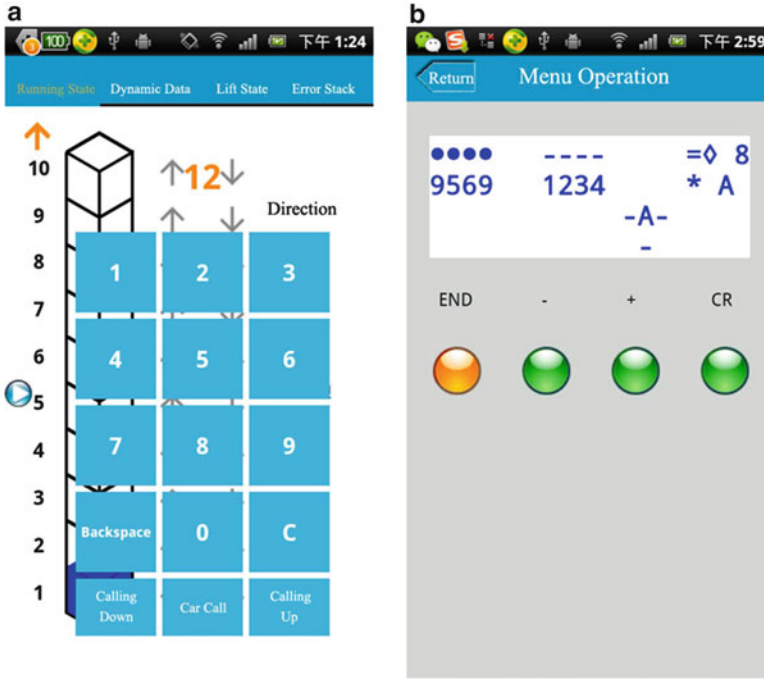 a
100 下午 1:24
Running State Dynamic Data Lift State Error Stack
10
↑12↓
9
Direction
8
1 2 3
7
6
4 5 6
5
4
7 8 9
3
2
Backspace 0 C
1
Calling Down Car Call Calling Up
b
下午 2:59
Return Menu Operation
●●●● ---- =◊ 8
9569 1234 * A
-A-
-
END - + CR